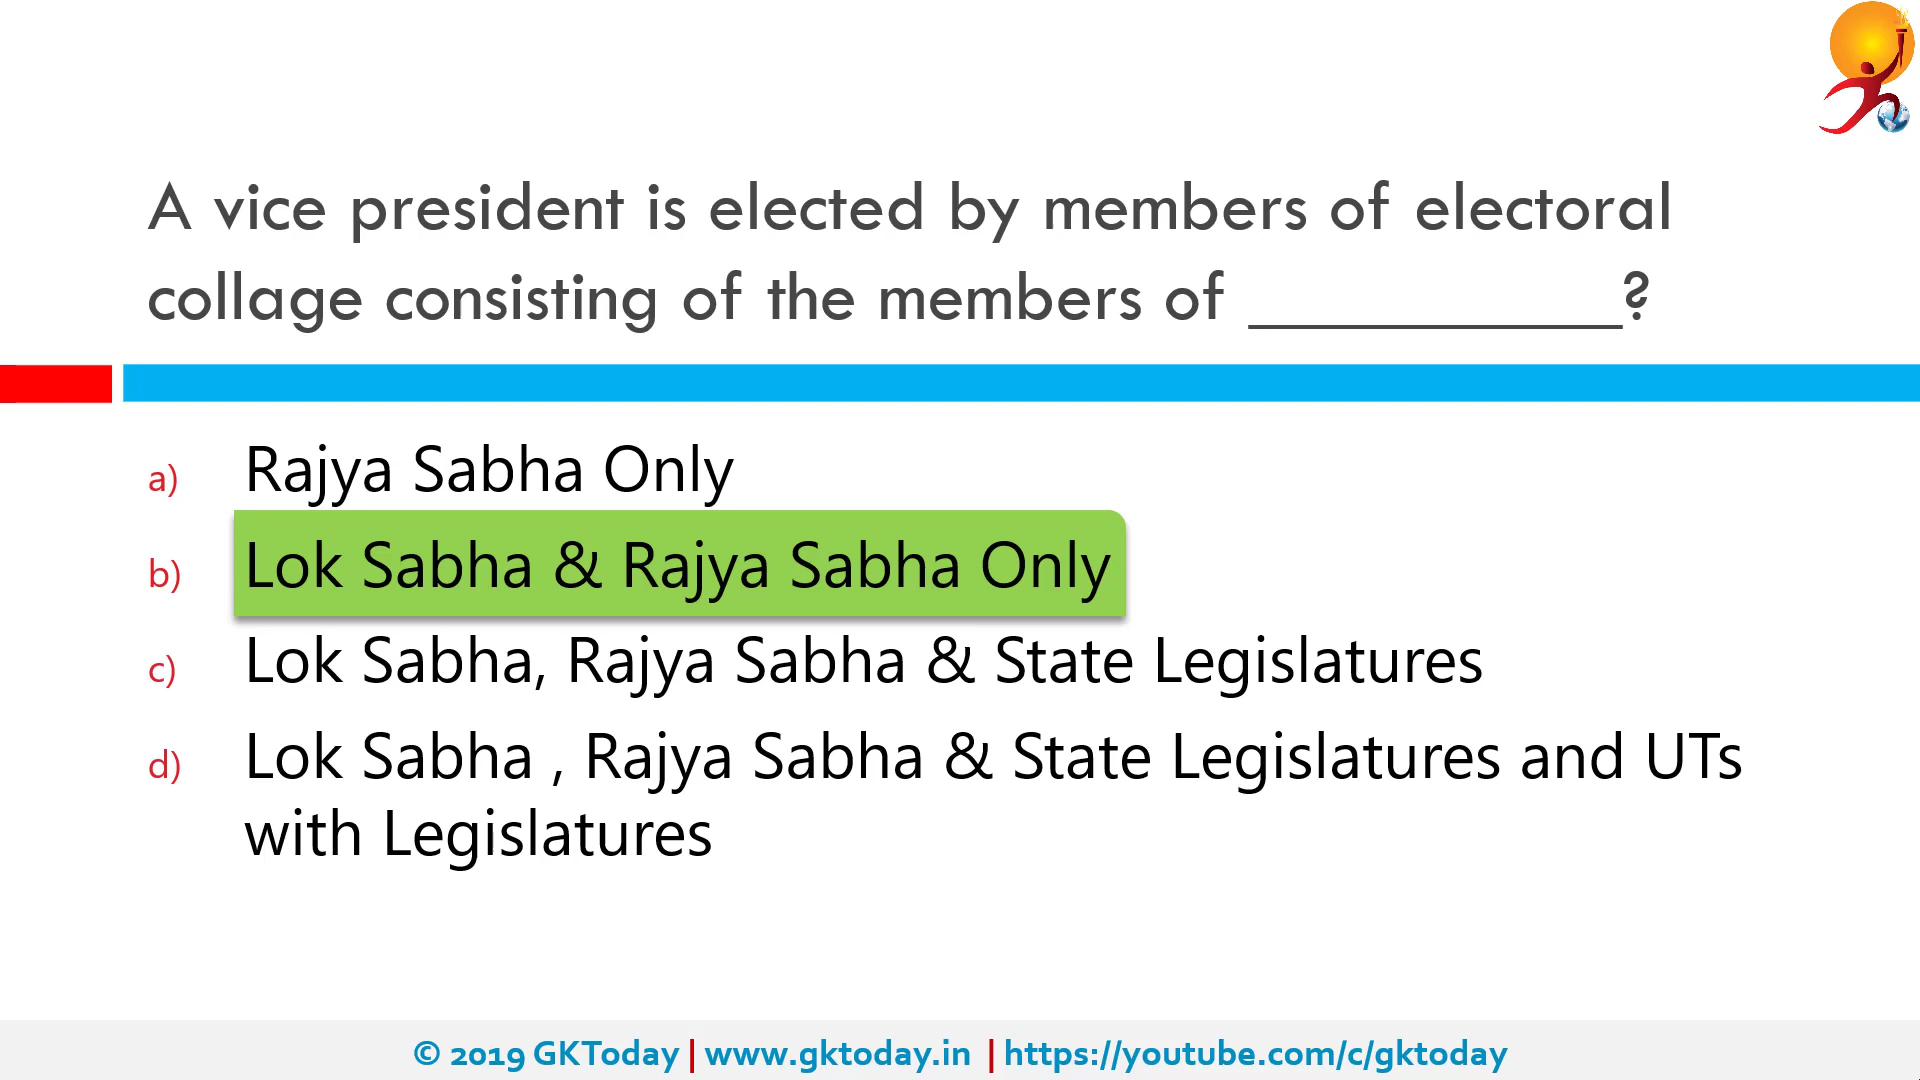 A vice president is elected by members of electoral
collage consisting of the members of ___________?
a) Rajya Sabha Only
b) Lok Sabha & Rajya Sabha Only
c) Lok Sabha, Rajya Sabha & State Legislatures
d) Lok Sabha , Rajya Sabha & State Legislatures and UTs
with Legislatures
© 2019 GKToday | www.gktoday.in | https://youtube.com/c/gktoday